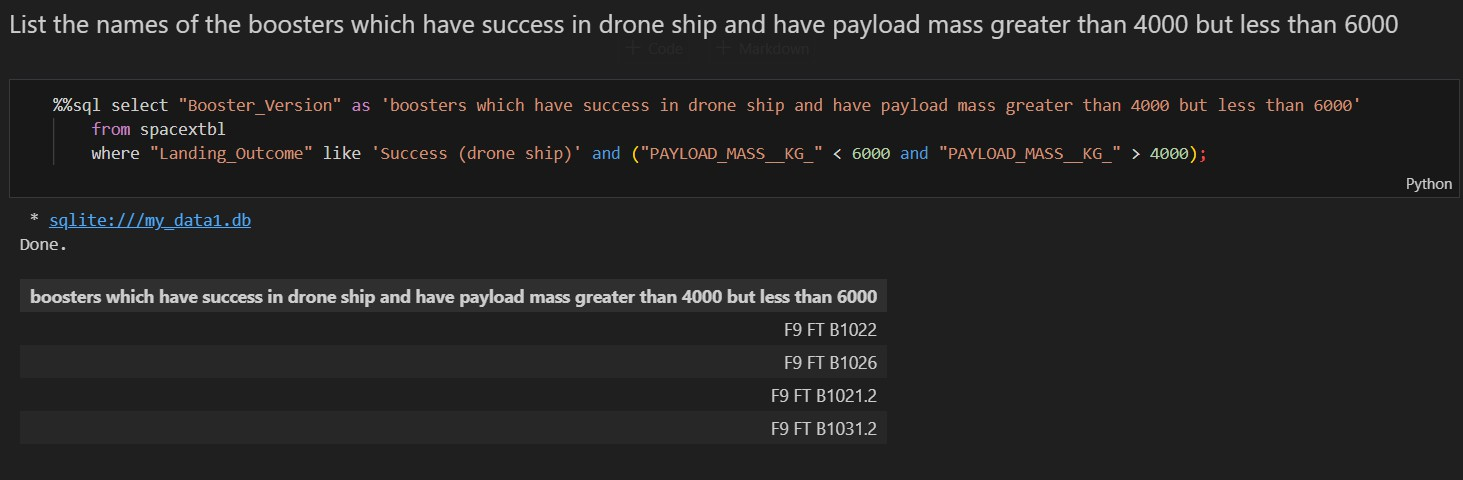 List the names of the boosters which have success in drone ship and have payload mass greater than 4000 but less than 6000
+ Code + Markdown
%%sql select "Booster_Version" as 'boosters which have success in drone ship and have payload mass greater than 4000 but less than 6000'
from spacextbl
where "Landing_Outcome" like 'Success (drone ship)' and ("PAYLOAD_MASS__KG_" < 6000 and "PAYLOAD_MASS__KG_" > 4000);
Python
* sqlite:///my_data1.db
Done.
boosters which have success in drone ship and have payload mass greater than 4000 but less than 6000
F9 FT B1022
F9 FT B1026
F9 FT B1021.2
F9 FT B1031.2